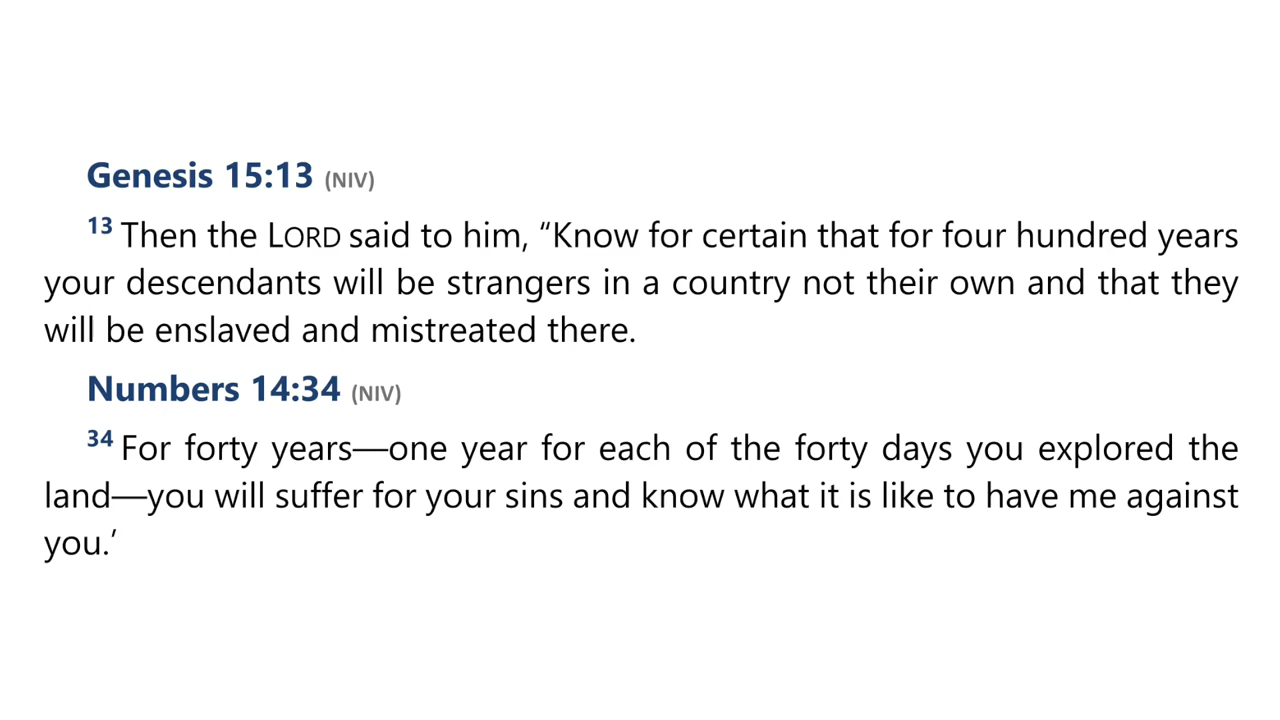 Genesis 15:13 (NIV)
13 Then the LORD said to him, “Know for certain that for four hundred years
your descendants will be strangers in a country not their own and that they
will be enslaved and mistreated there.
Numbers 14:34 (NIV)
34 For forty years—one year for each of the forty days you explored the
land—you will suffer for your sins and know what it is like to have me against
you.’